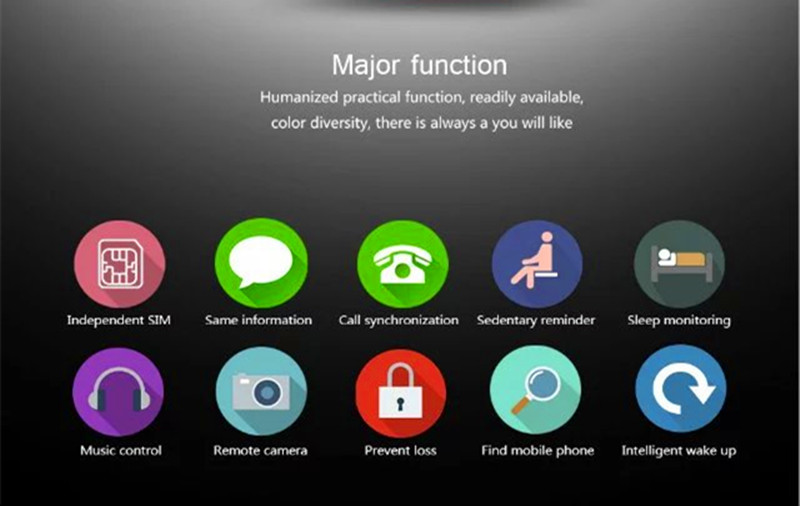 Major function
Humanized practical function, readily available,
color diversity, there is always a you will like
Independent SIM
Same information
Call synchronization
Sedentary reminder
Sleep monitoring
Music control
Remote camera
Prevent loss
Find mobile phone
Intelligent wake up